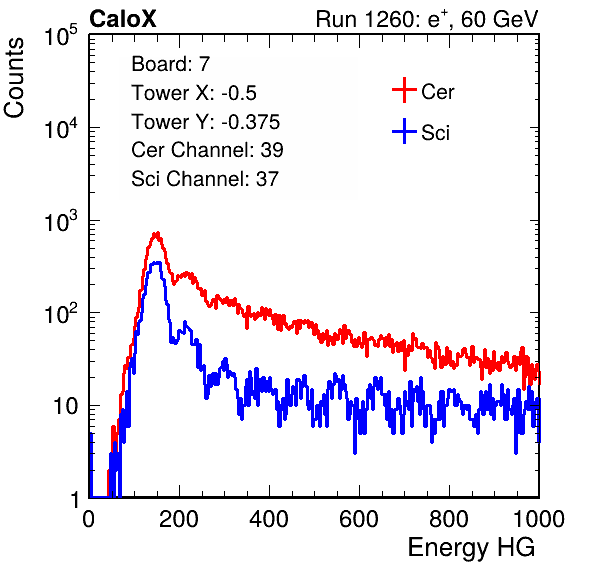 CaloX Run 1260: e⁺, 60 GeV
Counts
10⁵
10⁴
10³
10²
10
1
Board: 7
Tower X: -0.5
Tower Y: -0.375
Cer Channel: 39
Sci Channel: 37
Cer
Sci
0 200 400 600 800 1000
Energy HG